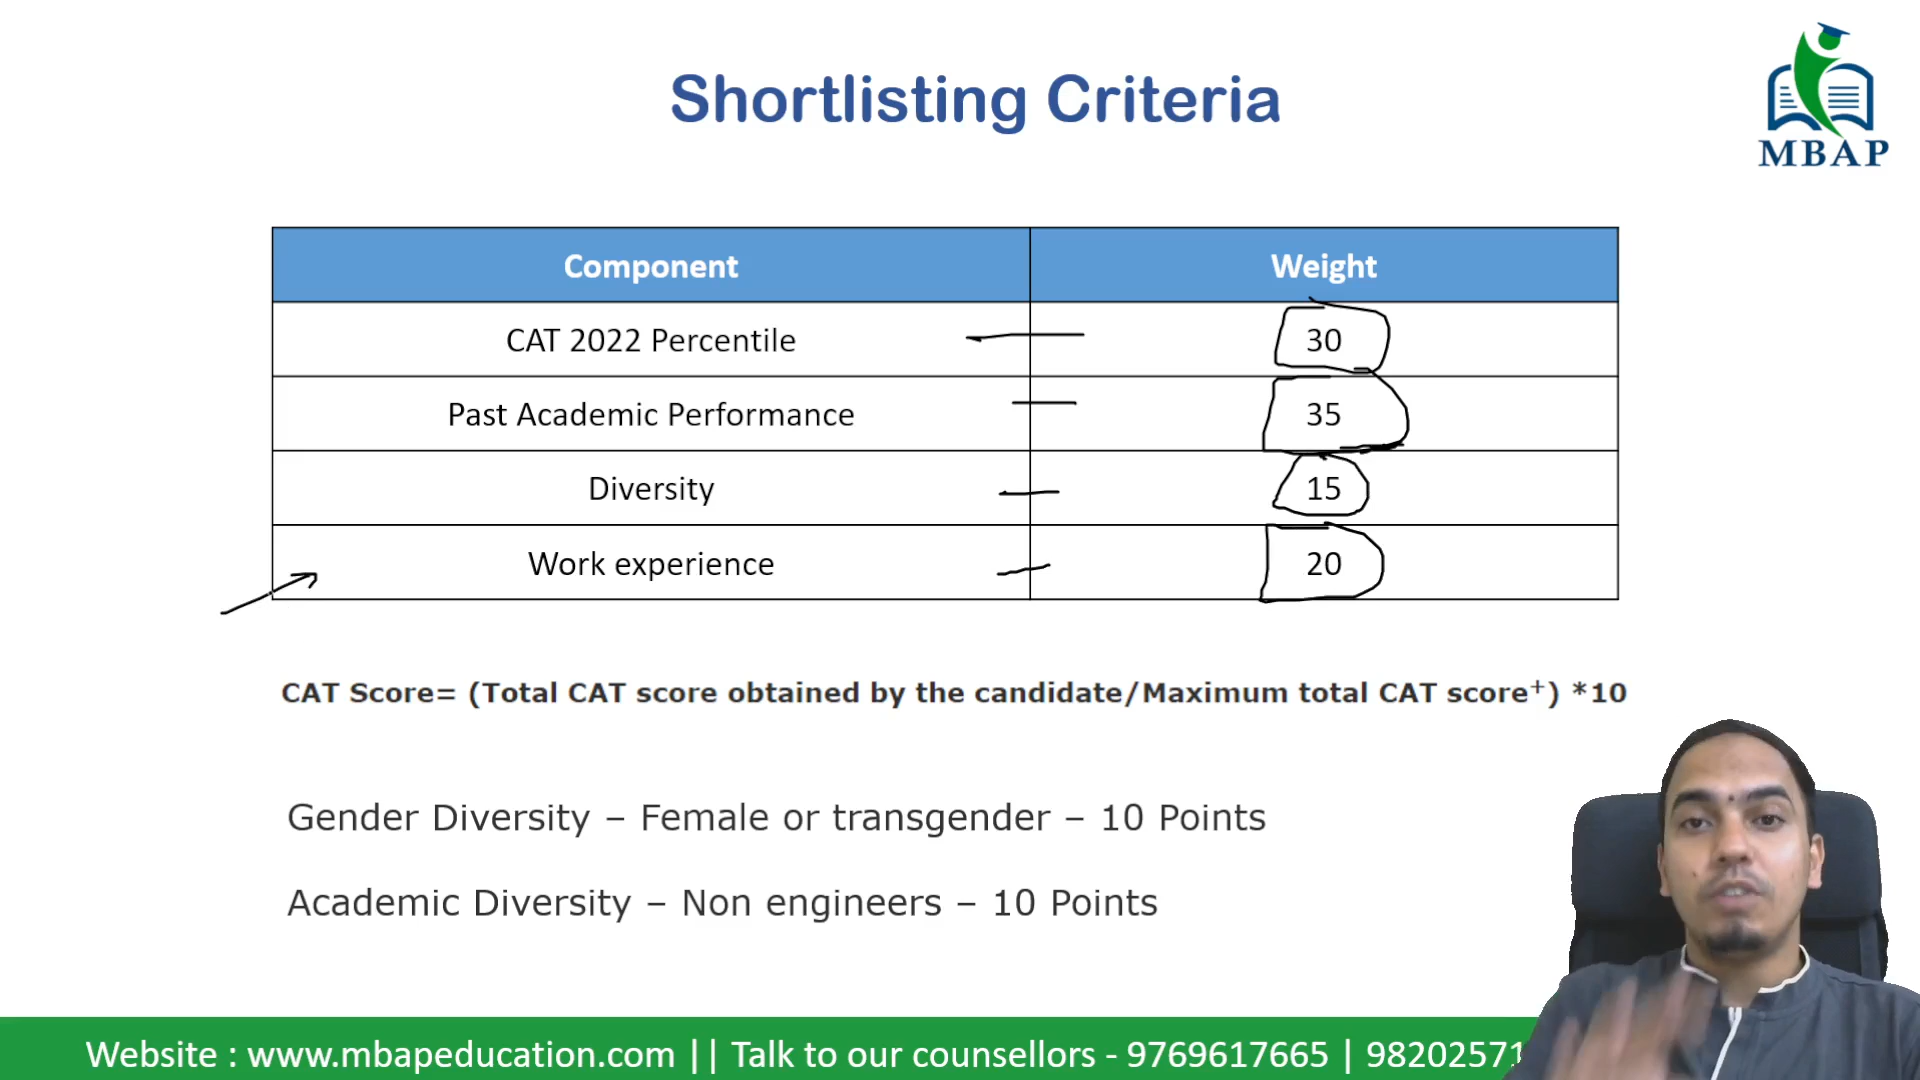 Shortlisting Criteria
MBAP
Component Weight
CAT 2022 Percentile 30
Past Academic Performance 35
Diversity 15
Work experience 20
CAT Score= (Total CAT score obtained by the candidate/Maximum total CAT score⁺) *10
Gender Diversity – Female or transgender – 10 Points
Academic Diversity – Non engineers – 10 Points
Website : www.mbapeducation.com || Talk to our counsellors - 9769617665 | 98202571